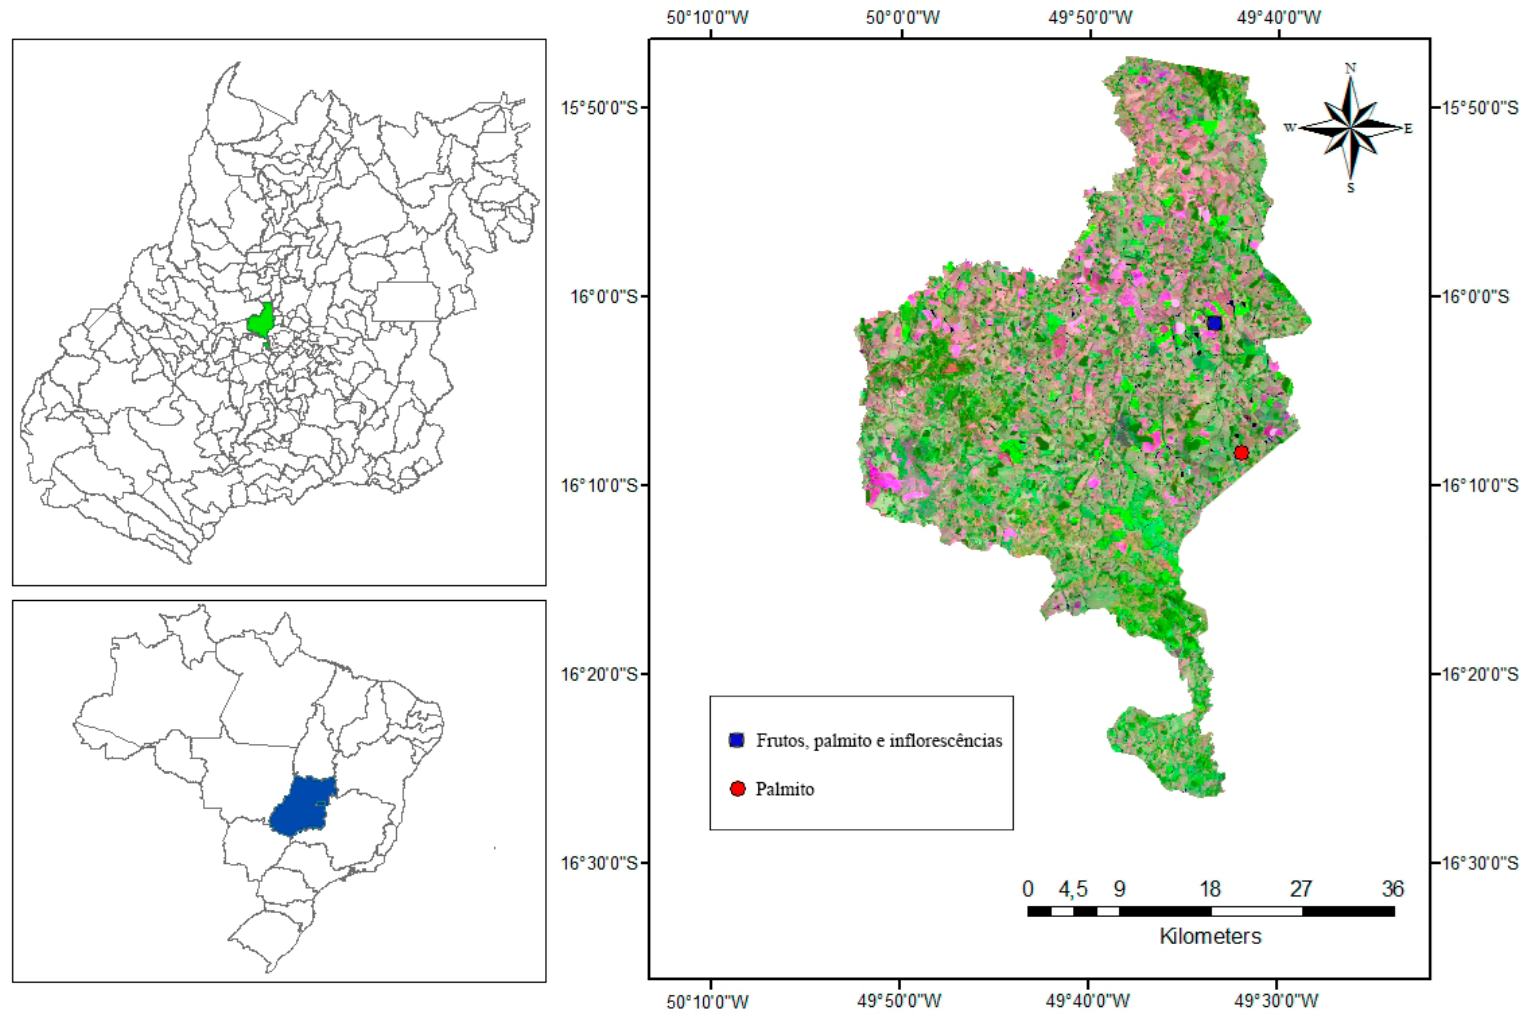 50°10'0"W 50°0'0"W 49°50'0"W 49°40'0"W
15°50'0"S 15°50'0"S
N
W E
S
16°0'0"S 16°0'0"S
16°10'0"S 16°10'0"S
16°20'0"S 16°20'0"S
Frutos, palmito e inflorescências
Palmito
16°30'0"S 16°30'0"S
0 4,5 9 18 27 36
Kilometers
50°10'0"W 49°50'0"W 49°40'0"W 49°30'0"W